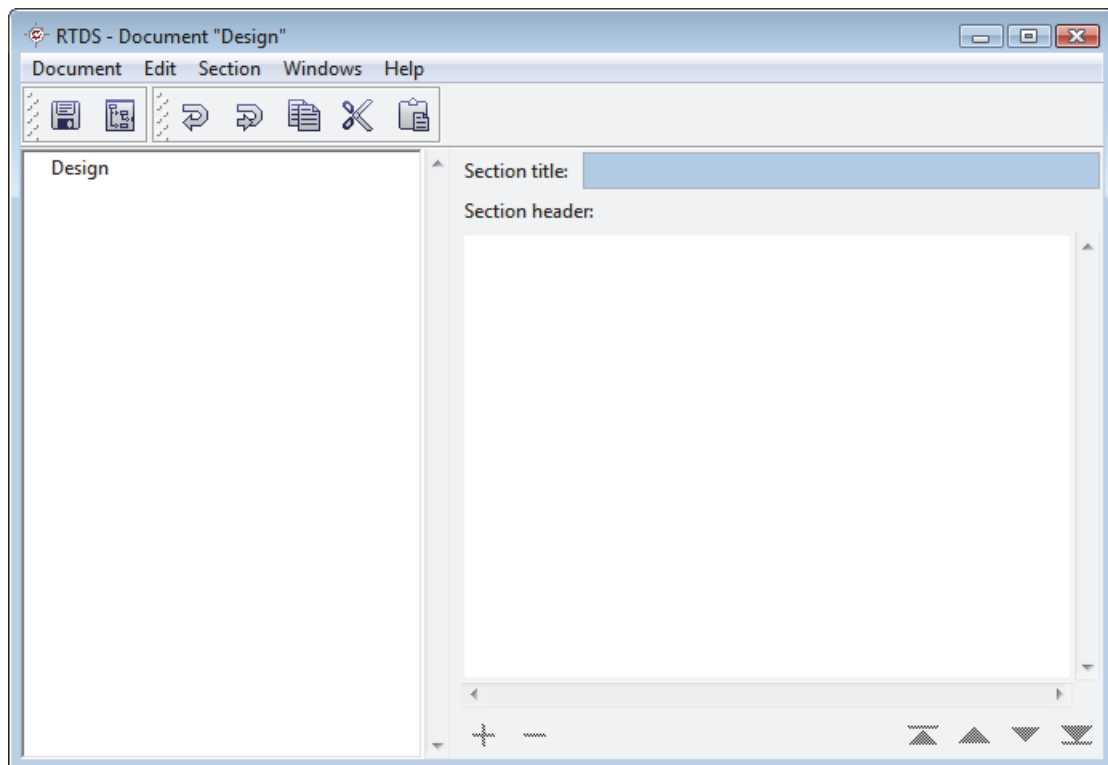 RTDS - Document "Design"
Document Edit Section Windows Help
Design
Section title:
Section header: